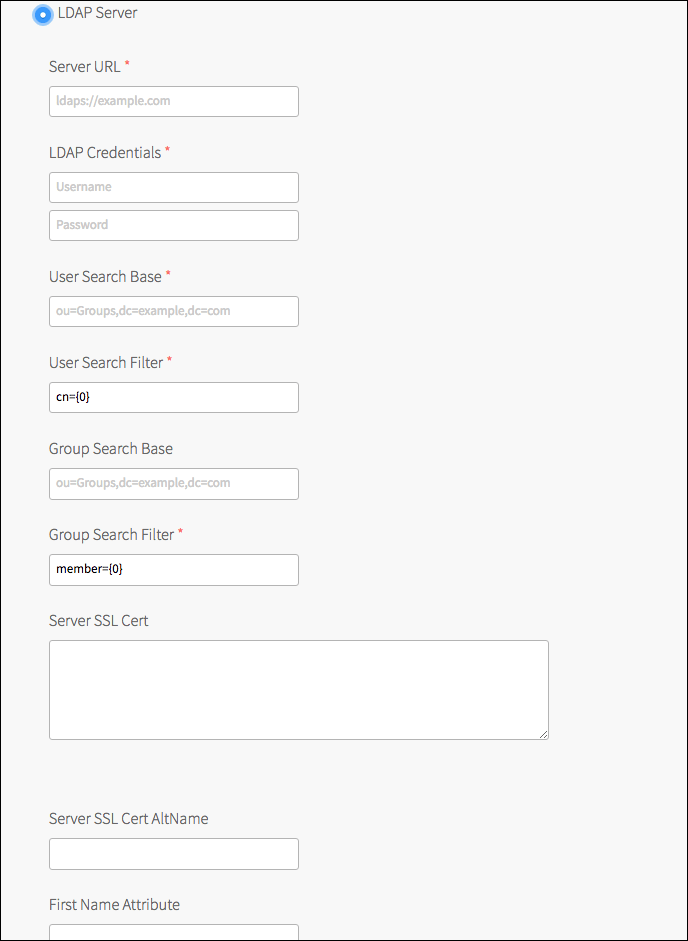 LDAP Server
Server URL *
ldaps://example.com
LDAP Credentials *
Username
Password
User Search Base *
ou=Groups,dc=example,dc=com
User Search Filter *
cn={0}
Group Search Base
ou=Groups,dc=example,dc=com
Group Search Filter *
member={0}
Server SSL Cert
Server SSL Cert AltName
First Name Attribute